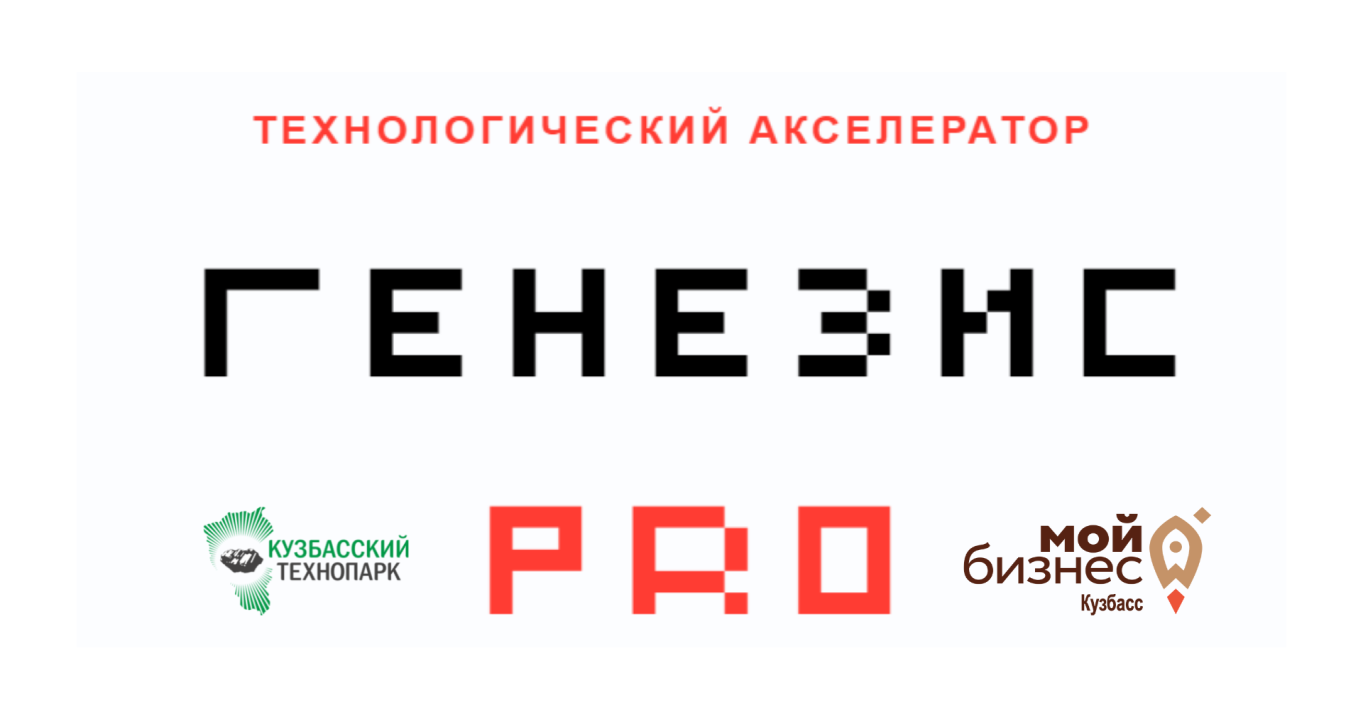 ТЕХНОЛОГИЧЕСКИЙ АКСЕЛЕРАТОР
ГЕНЕЗИС
PRO
КУЗБАССКИЙ
ТЕХНОПАРК
мой
бизнес
Кузбасс